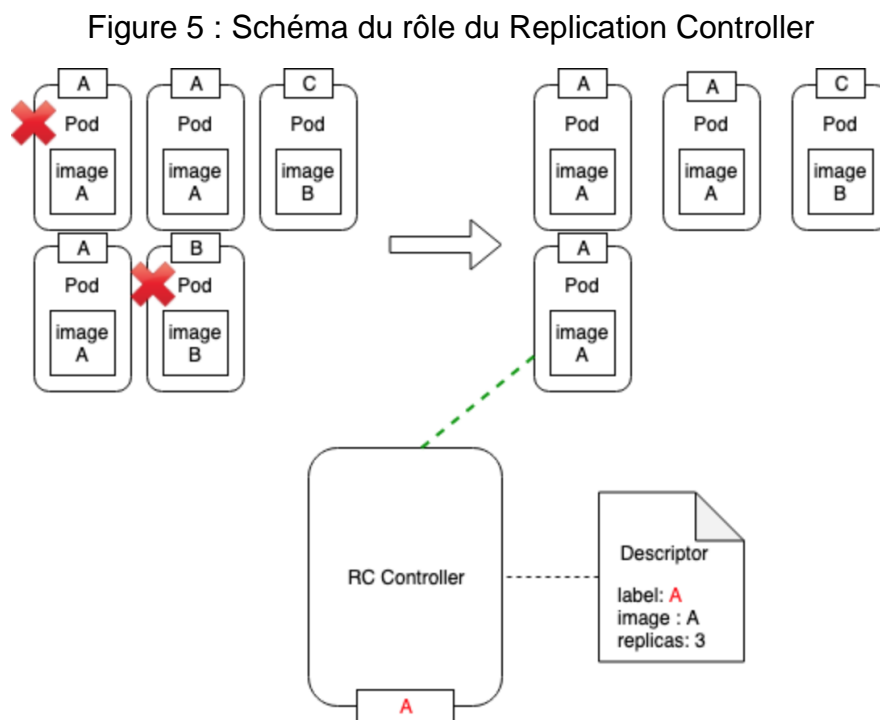 Figure 5 : Schéma du rôle du Replication Controller
A
Pod
image
A
A
Pod
image
A
C
Pod
image
B
A
Pod
image
A
B
Pod
image
B
A
Pod
image
A
A
Pod
image
A
C
Pod
image
B
A
Pod
image
A
RC Controller
A
Descriptor
label: A
image : A
replicas: 3